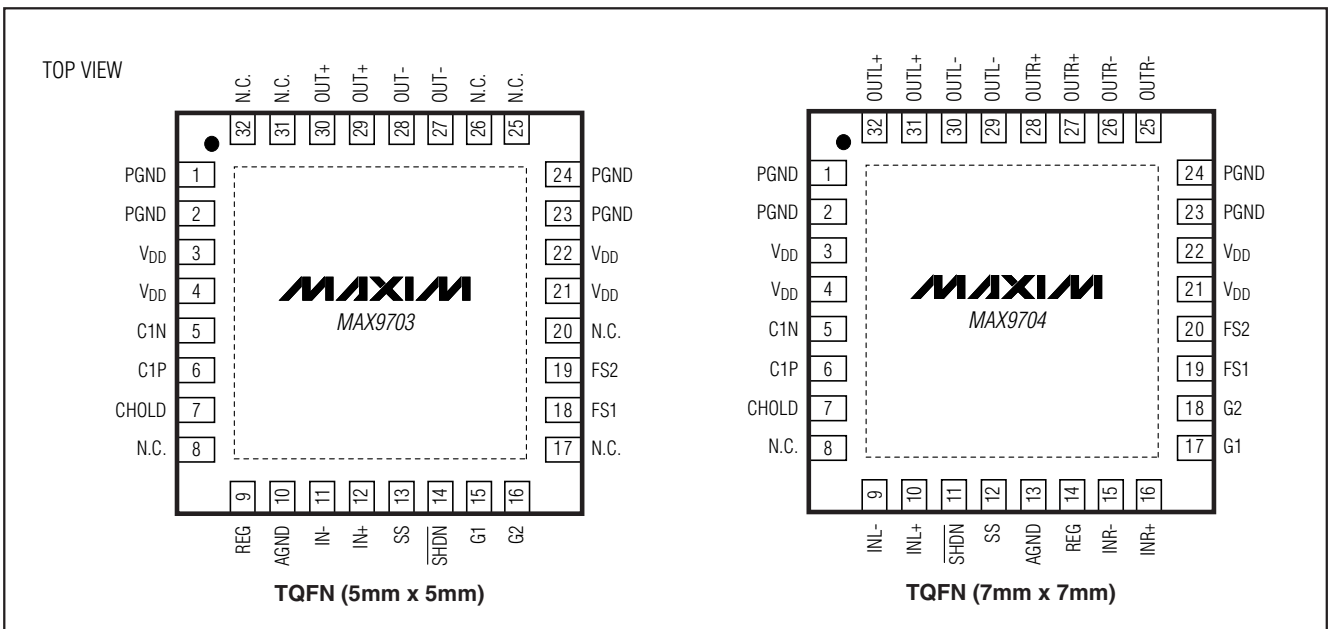 TOP VIEW
N.C. N.C. OUT+ OUT+ OUT- OUT- N.C. N.C.
32 31 30 29 28 27 26 25
PGND 1
PGND 2
VDD 3
VDD 4
C1N 5
C1P 6
CHOLD 7
N.C. 8
MAXIM
MAX9703
24 PGND
23 PGND
22 VDD
21 VDD
20 N.C.
19 FS2
18 FS1
17 N.C.
9 10 11 12 13 14 15 16
REG AGND IN- IN+ SS SHDN G1 G2
TQFN (5mm x 5mm)
OUTL+ OUTL+ OUTL- OUTL- OUTR+ OUTR+ OUTR- OUTR-
32 31 30 29 28 27 26 25
PGND 1
PGND 2
VDD 3
VDD 4
C1N 5
C1P 6
CHOLD 7
N.C. 8
MAXIM
MAX9704
24 PGND
23 PGND
22 VDD
21 VDD
20 FS2
19 FS1
18 G2
17 G1
9 10 11 12 13 14 15 16
INL- INL+ SHDN SS AGND REG INR- INR+
TQFN (7mm x 7mm)